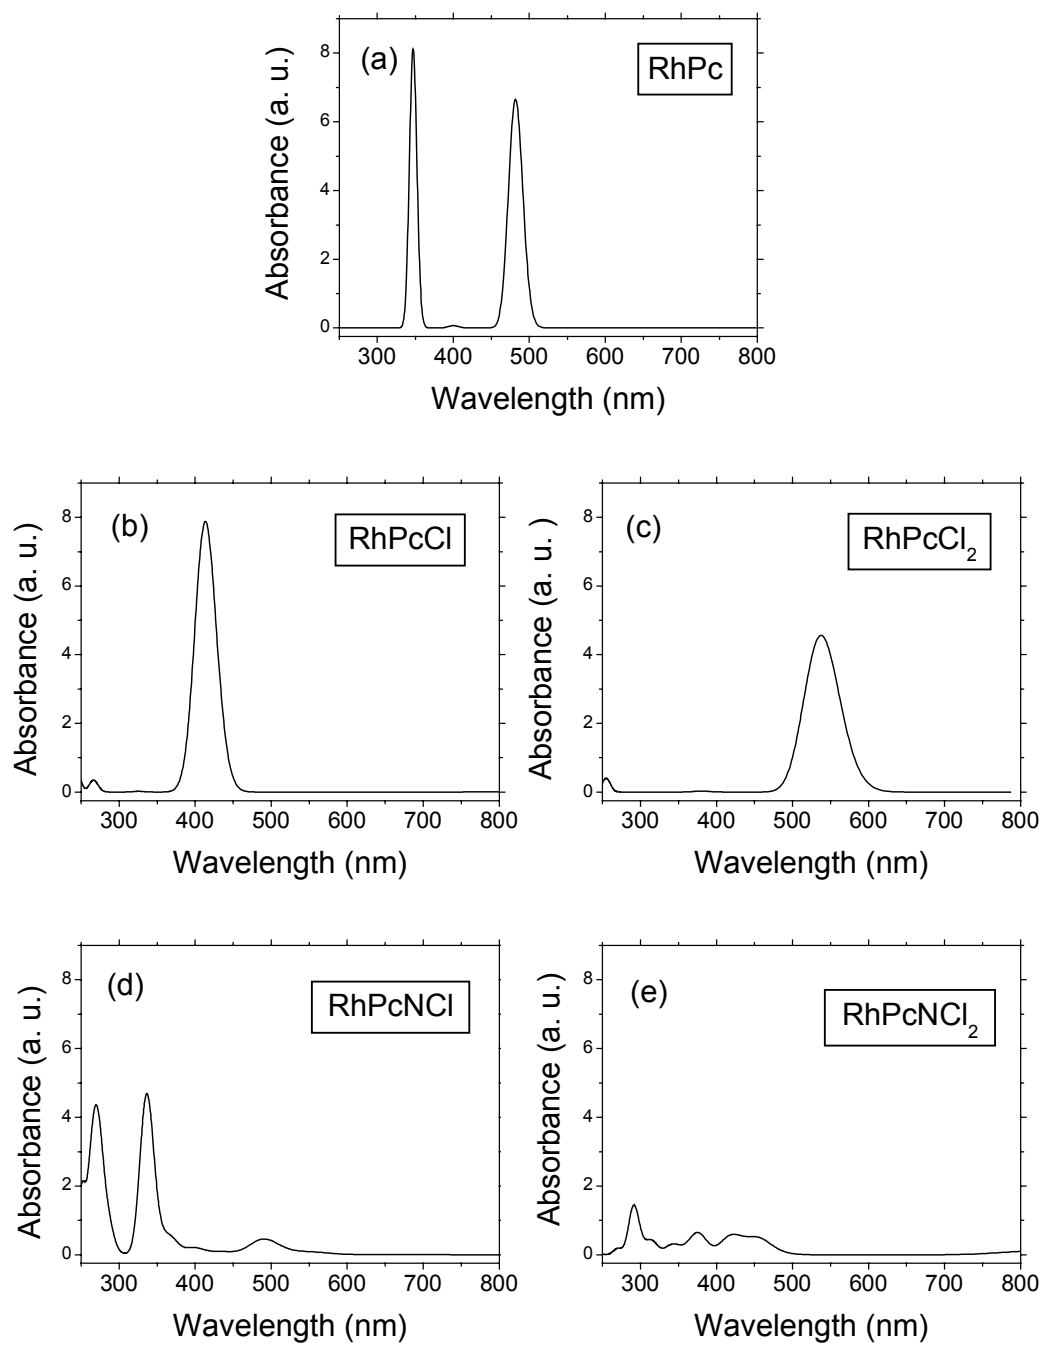 (a)
RhPc
Absorbance (a. u.)
8
6
4
2
0
300 400 500 600 700 800
Wavelength (nm)
(b)
RhPcCl
Absorbance (a. u.)
8
6
4
2
0
300 400 500 600 700 800
Wavelength (nm)
(c)
RhPcCl₂
Absorbance (a. u. )
8
6
4
2
0
300 400 500 600 700 800
Wavelength (nm)
(d)
RhPcNCl
Absorbance (a. u.)
8
6
4
2
0
300 400 500 600 700 800
Wavelength (nm)
(e)
RhPcNCl₂
Absorbance (a. u.)
8
6
4
2
0
300 400 500 600 700 800
Wavelength (nm)